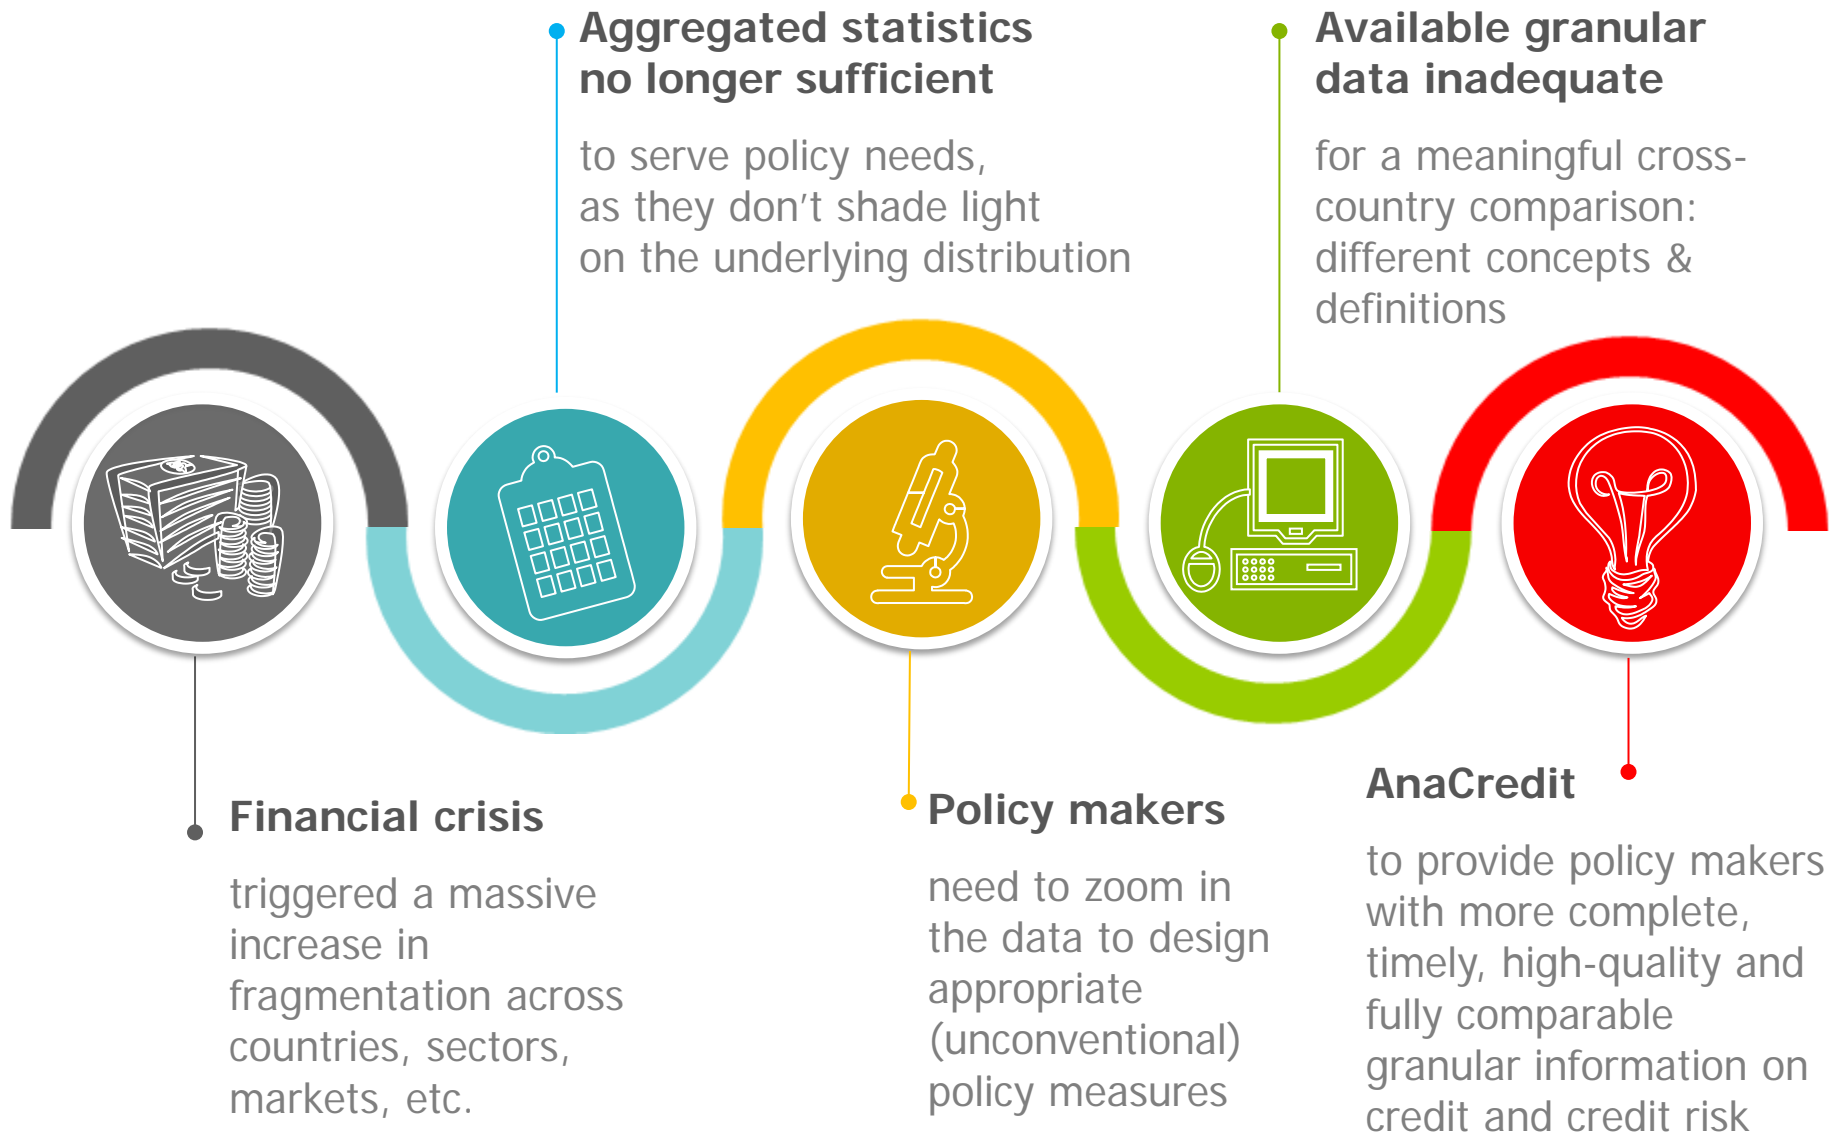 Aggregated statistics
no longer sufficient
to serve policy needs,
as they don't shade light
on the underlying distribution
Available granular
data inadequate
for a meaningful cross-
country comparison:
different concepts &
definitions
Financial crisis
triggered a massive
increase in
fragmentation across
countries, sectors,
markets, etc.
Policy makers
need to zoom in
the data to design
appropriate
(unconventional)
policy measures
AnaCredit
to provide policy makers
with more complete,
timely, high-quality and
fully comparable
granular information on
credit and credit risk